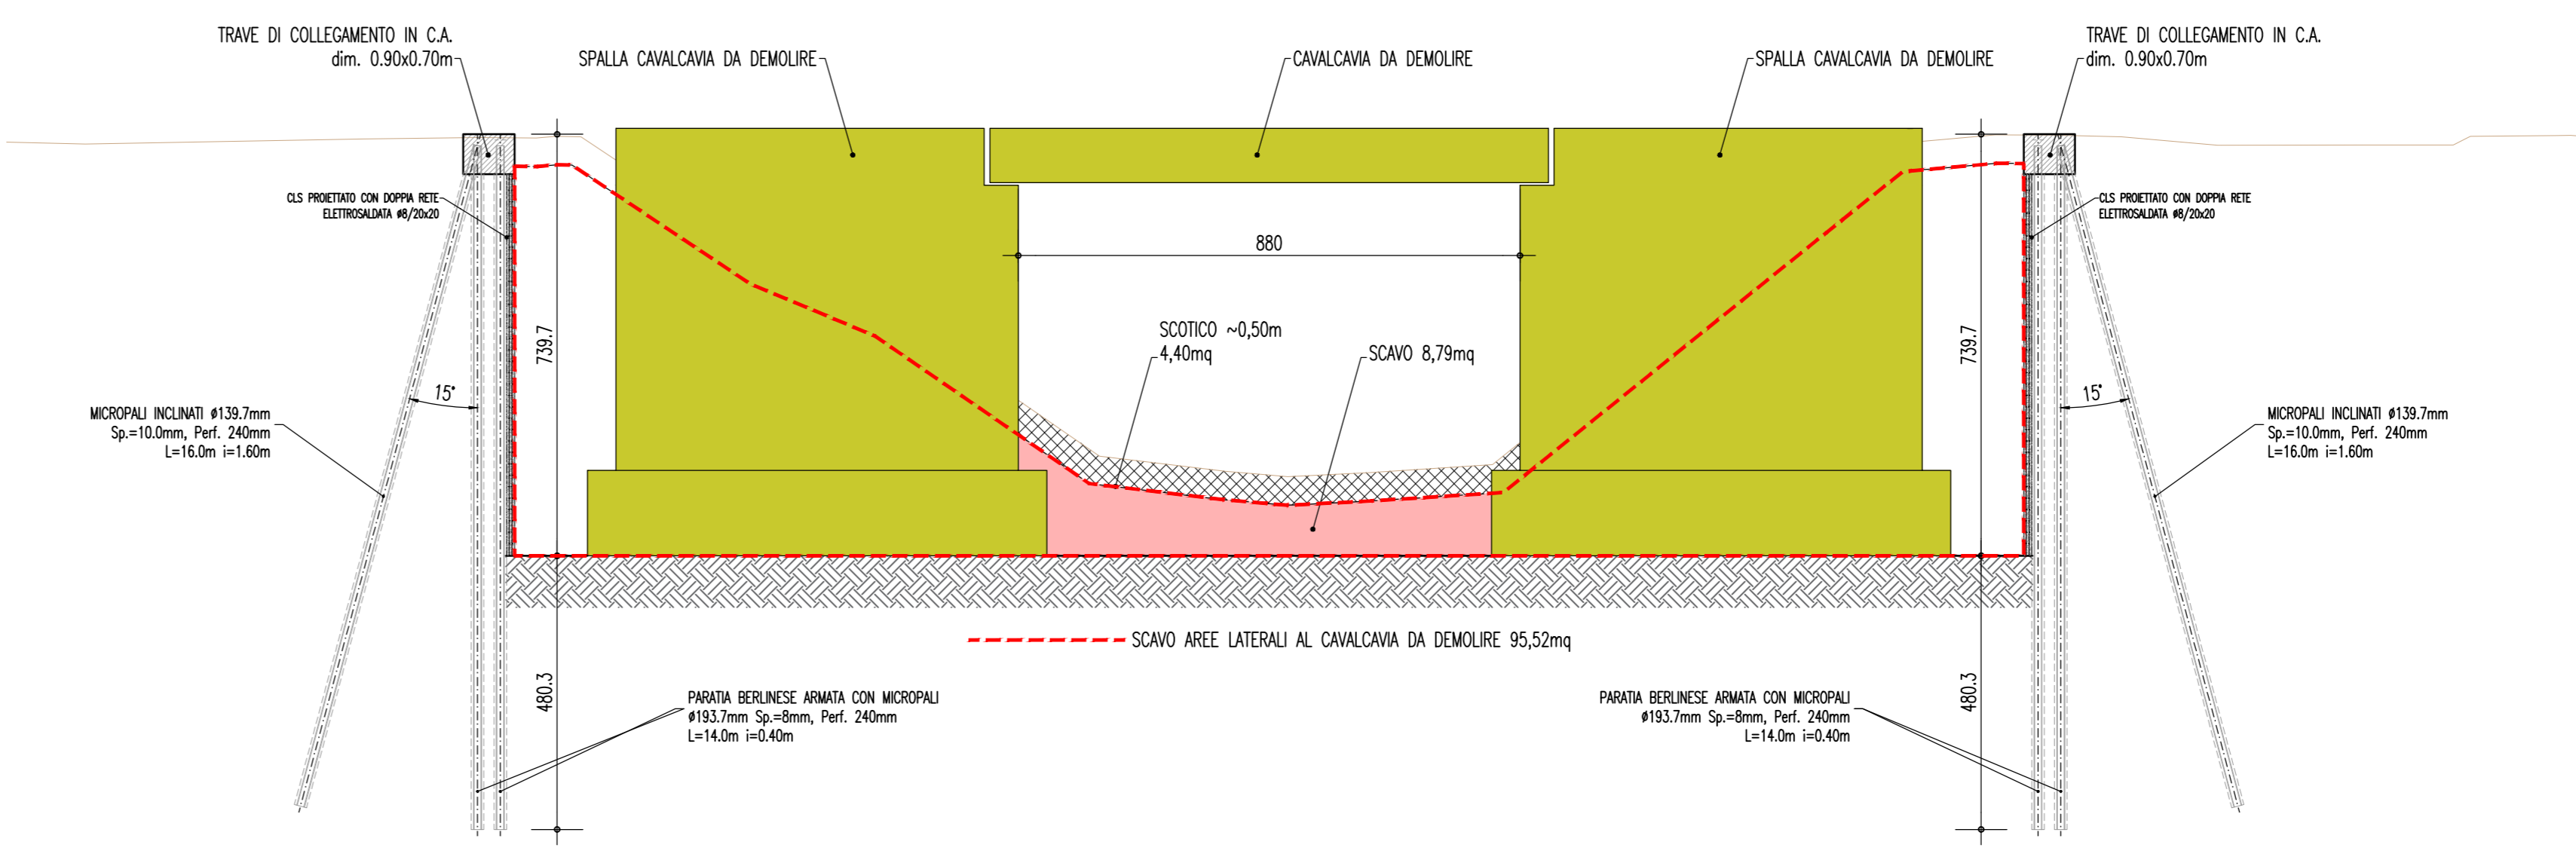 TRAVE DI COLLEGAMENTO IN C.A.
dim. 0.90x0.70m
SPALLA CAVALCAVIA DA DEMOLIRE
CAVALCAVIA DA DEMOLIRE
SPALLA CAVALCAVIA DA DEMOLIRE
TRAVE DI COLLEGAMENTO IN C.A.
dim. 0.90x0.70m
CLS PROIETTATO CON DOPPIA RETE
ELETTROSALDATA ø8/20x20
CLS PROIETTATO CON DOPPIA RETE
ELETTROSALDATA ø8/20x20
880
739.7
SCOTICO ~0,50m
4,40mq
SCAVO 8,79mq
739.7
15°
15°
MICROPALI INCLINATI ø139.7mm
Sp.=10.0mm, Perf. 240mm
L=16.0m i=1.60m
MICROPALI INCLINATI ø139.7mm
Sp.=10.0mm, Perf. 240mm
L=16.0m i=1.60m
SCAVO AREE LATERALI AL CAVALCAVIA DA DEMOLIRE 95,52mq
480.3
PARATIA BERLINESE ARMATA CON MICROPALI
ø193.7mm Sp.=8mm, Perf. 240mm
L=14.0m i=0.40m
PARATIA BERLINESE ARMATA CON MICROPALI
ø193.7mm Sp.=8mm, Perf. 240mm
L=14.0m i=0.40m
480.3